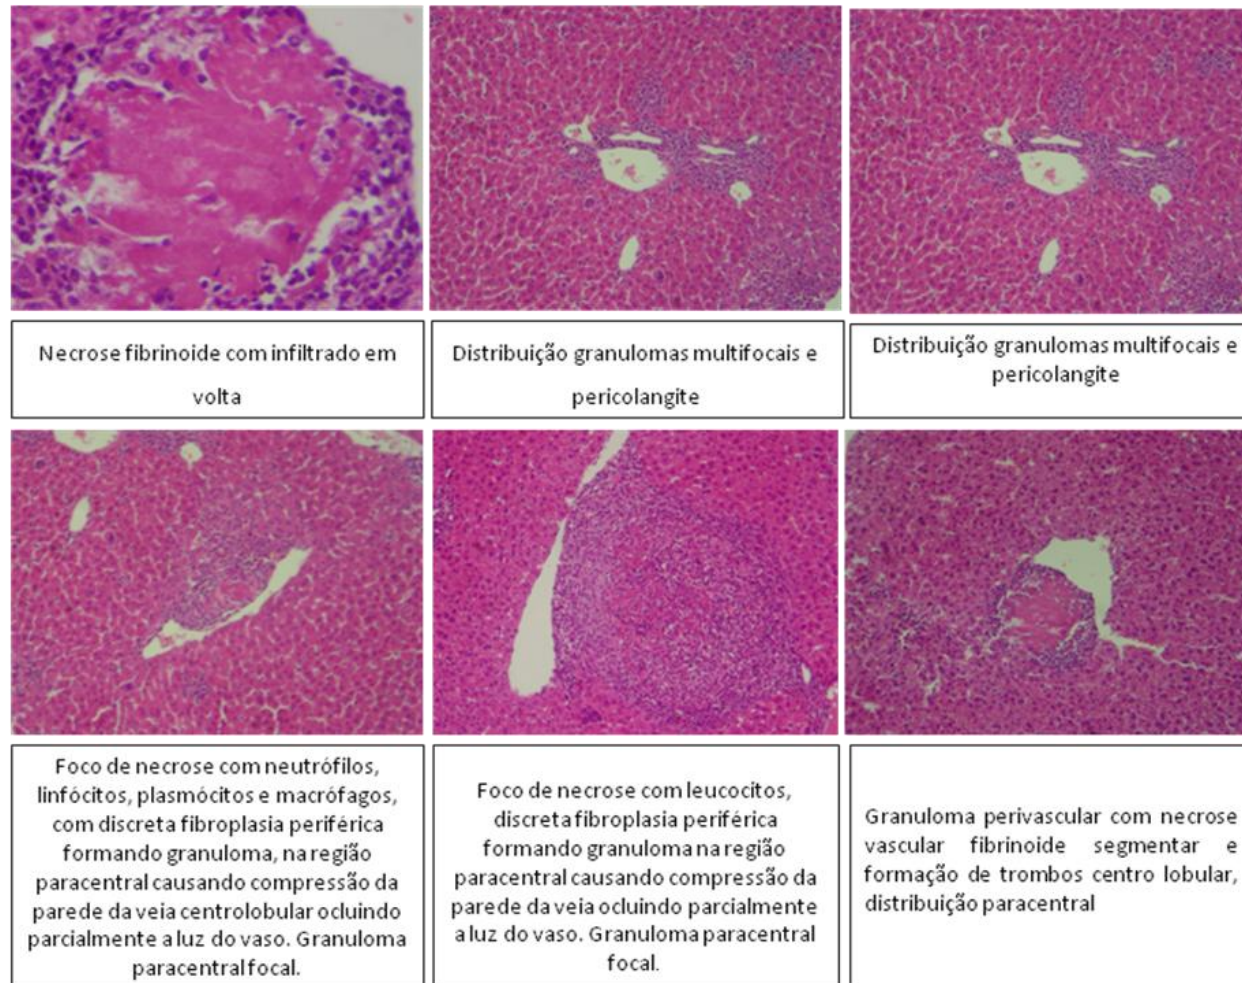 Necrose fibrinoide com infiltrado em
volta
Distribuição granulomas multifocais e
pericolangite
Distribuição granulomas multifocais e
pericolangite
Foco de necrose com neutrófilos,
linfócitos, plasmócitos e macrófagos,
com discreta fibroplasia periférica
formando granuloma, na região
paracentral causando compressão da
parede da veia centrolobular ocluindo
parcialmente a luz do vaso. Granuloma
paracentral focal.
Foco de necrose com leucocitos,
discreta fibroplasia periférica
formando granuloma na região
paracentral causando compressão da
parede da veia ocluindo parcialmente
a luz do vaso. Granuloma paracentral
focal.
Granuloma perivascular com necrose
vascular fibrinoide segmentar e
formação de trombos centro lobular,
distribuição paracentral